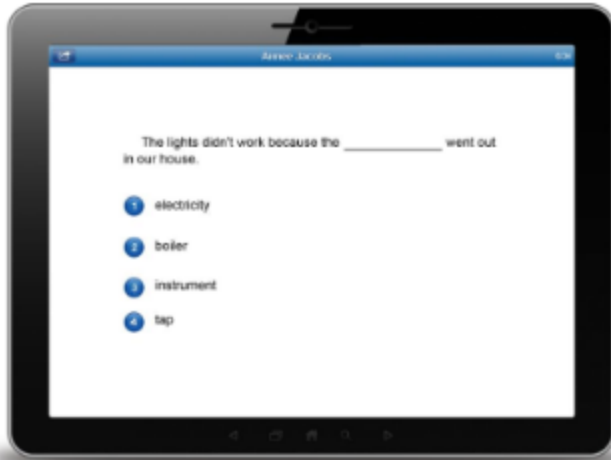 Aimee Jacobs
The lights didn't work because the ______________ went out
in our house.
1 electricity
2 boiler
3 instrument
4 tap